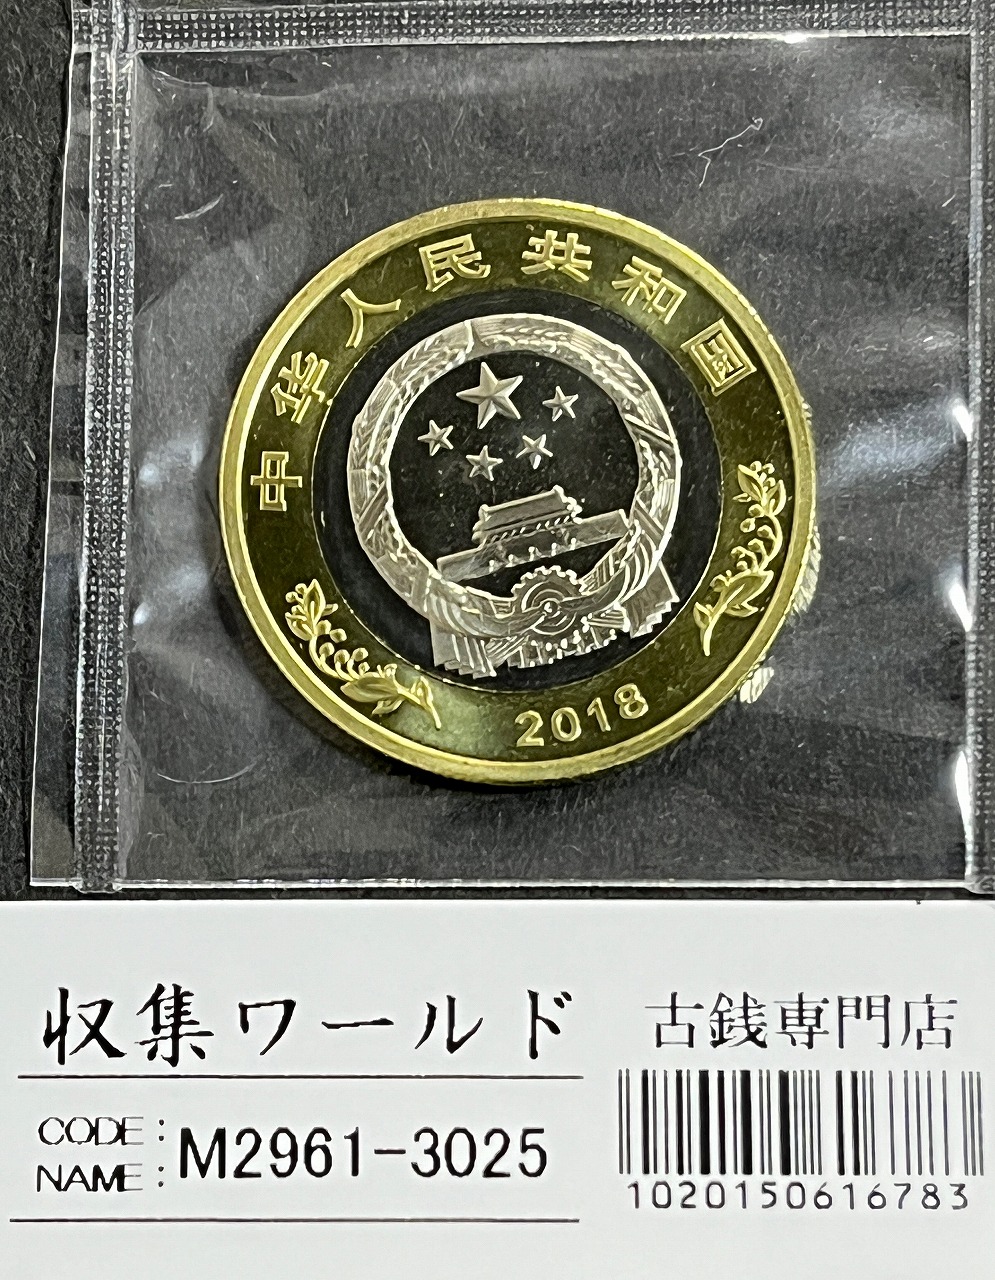 中华人民共和国
2018
収集ワールド
古銭専門店
CODE:
NAME:
M2961-3025
1020150616783